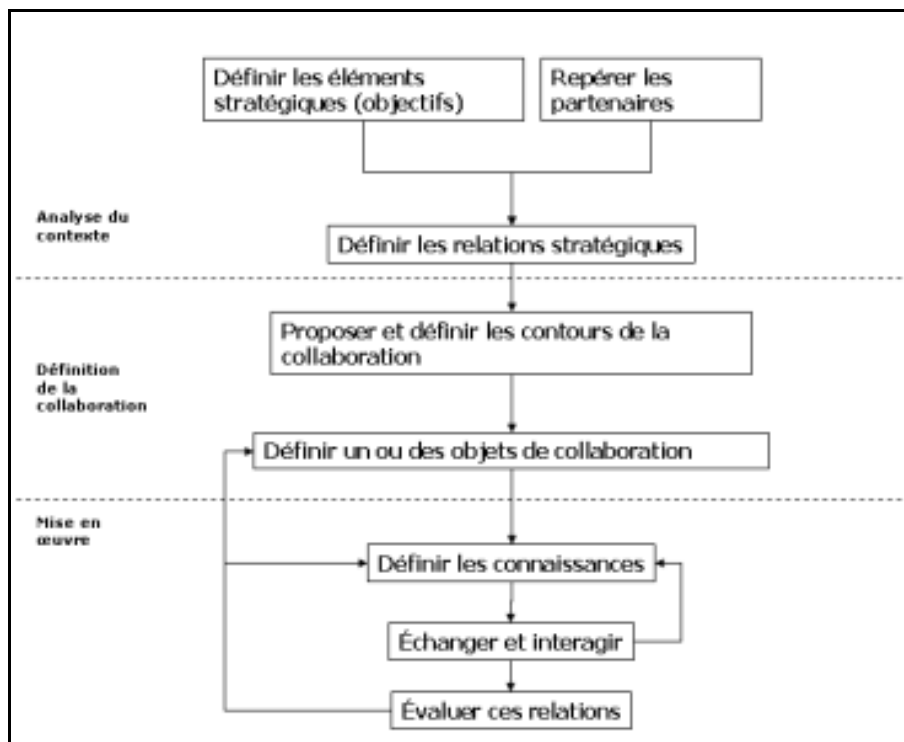 Définir les éléments
stratégiques (objectifs)
Repérer les
partenaires
Analyse du
contexte
Définir les relations stratégiques
Proposer et définir les contours de la
collaboration
Définition
de la
collaboration
Définir un ou des objets de collaboration
Mise en
œuvre
Définir les connaissances
Échanger et interagir
Évaluer ces relations